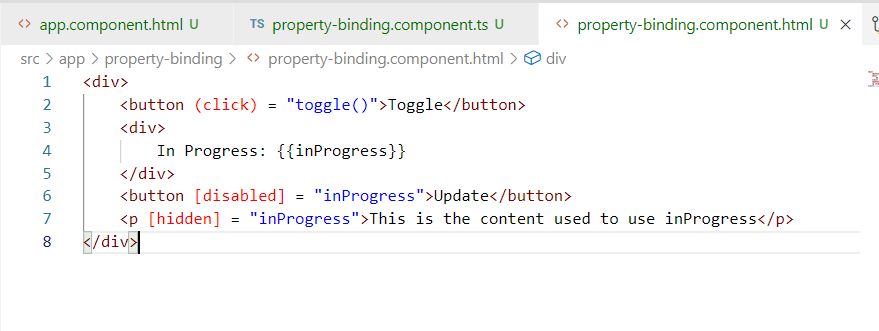 app.component.html U
TS property-binding.component.ts U
property-binding.component.html U
src > app > property-binding > property-binding.component.html > div
1 <div>
2 <button (click) = "toggle()">Toggle</button>
3 <div>
4 In Progress: {{inProgress}}
5 </div>
6 <button [disabled] = "inProgress">Update</button>
7 <p [hidden] = "inProgress">This is the content used to use inProgress</p>
8 </div>